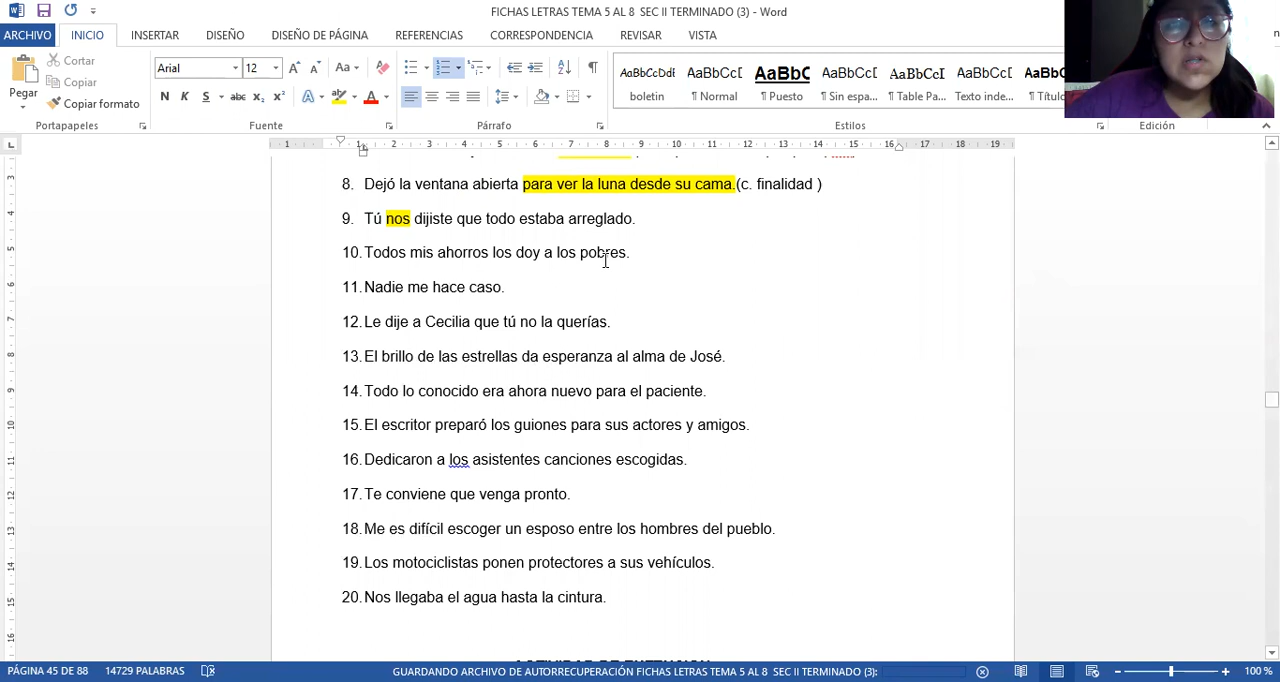 FICHAS LETRAS TEMA 5 AL 8 SEC II TERMINADO (3) - Word
ARCHIVO INICIO INSERTAR DISEÑO DISEÑO DE PÁGINA REFERENCIAS CORRESPONDENCIA REVISAR VISTA
Pegar
Cortar
Copiar
Copiar formato
Portapapeles
Arial 12
Aa
N K S abc x₂ x²
Fuente
Párrafo
AaBbCcDdl AaBbCcD AaBbC AaBbCcD AaBbCcI AaBbCcD AaBbC
boletin ¶ Normal ¶ Puesto ¶ Sin espa... ¶ Table Pa... Texto inde... ¶ Título
Estilos
Edición
8. Dejó la ventana abierta para ver la luna desde su cama.(c. finalidad )
9. Tú nos dijiste que todo estaba arreglado.
10. Todos mis ahorros los doy a los pobres.
11. Nadie me hace caso.
12. Le dije a Cecilia que tú no la querías.
13. El brillo de las estrellas da esperanza al alma de José.
14. Todo lo conocido era ahora nuevo para el paciente.
15. El escritor preparó los guiones para sus actores y amigos.
16. Dedicaron a los asistentes canciones escogidas.
17. Te conviene que venga pronto.
18. Me es difícil escoger un esposo entre los hombres del pueblo.
19. Los motociclistas ponen protectores a sus vehículos.
20. Nos llegaba el agua hasta la cintura.
PÁGINA 45 DE 88 14729 PALABRAS GUARDANDO ARCHIVO DE AUTORRECUPERACIÓN FICHAS LETRAS TEMA 5 AL 8 SEC II TERMINADO (3): 100 %